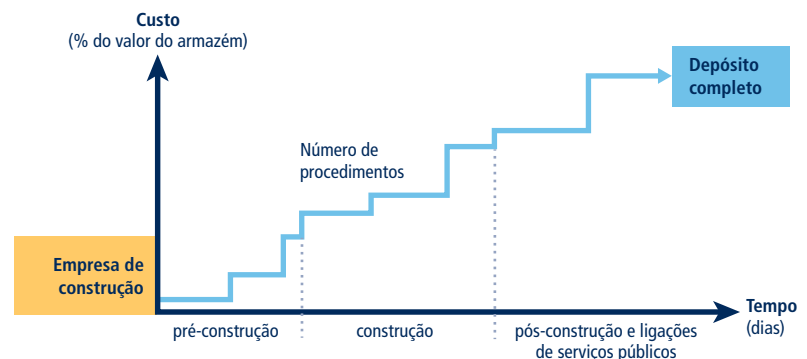 Custo
(% do valor do armazém)
Depósito
completo
Número de
procedimentos
Empresa de
construção
Tempo
(dias)
pré-construção
construção
pós-construção e ligações
de serviços públicos